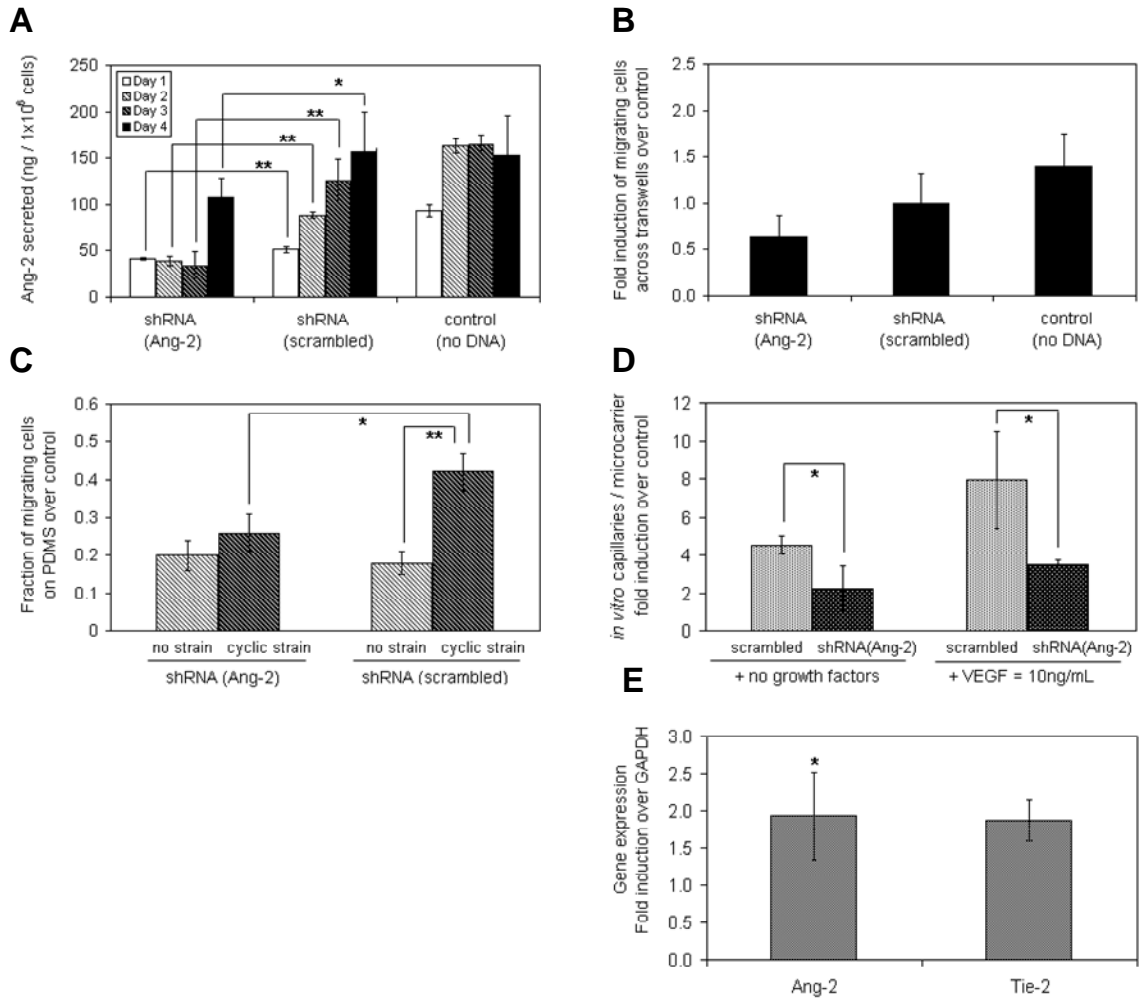 A
Ang-2 secreted (ng / 1x10⁶ cells)
250
200
150
100
50
0
Day 1
Day 2
Day 3
Day 4
**
**
**
*
shRNA
(Ang-2)
shRNA
(scrambled)
control
(no DNA)
B
Fold induction of migrating cells
across transwells over control
2.5
2.0
1.5
1.0
0.5
0.0
shRNA
(Ang-2)
shRNA
(scrambled)
control
(no DNA)
C
Fraction of migrating cells
on PDMS over control
0.6
0.5
0.4
0.3
0.2
0.1
0
*
**
no strain cyclic strain
shRNA (Ang-2)
no strain cyclic strain
shRNA (scrambled)
D
in vitro capillaries / microcarrier
fold induction over control
12
10
8
6
4
2
0
*
*
scrambled shRNA(Ang-2)
+ no growth factors
scrambled shRNA(Ang-2)
+ VEGF = 10ng/mL
E
Gene expression
Fold induction over GAPDH
3.0
2.5
2.0
1.5
1.0
0.5
0.0
*
Ang-2
Tie-2